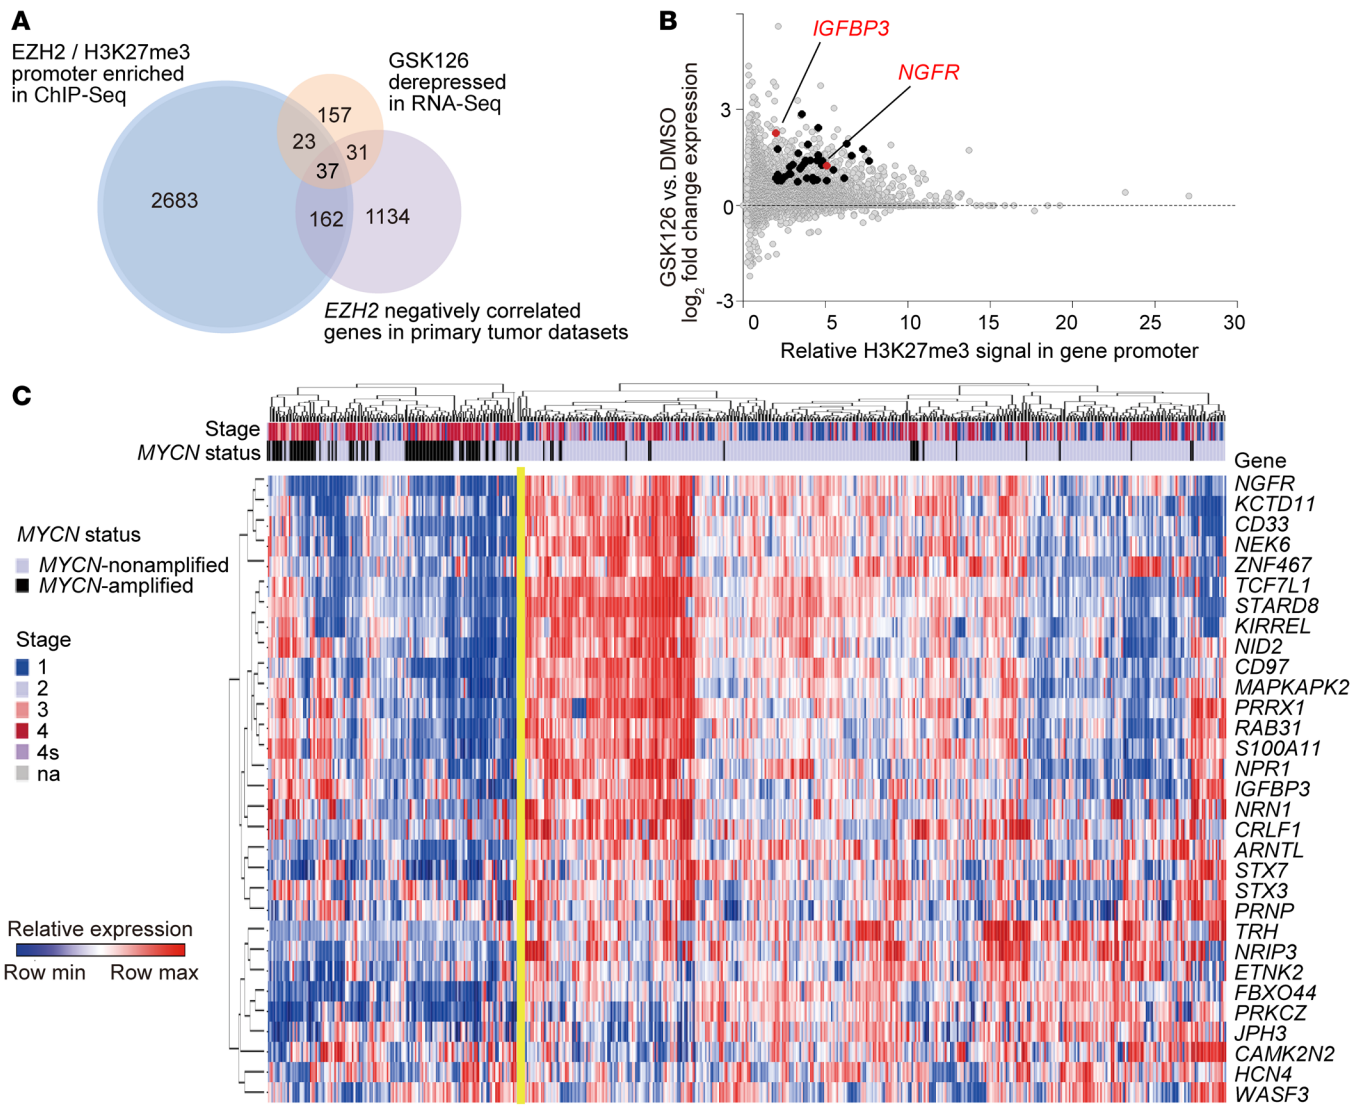 A
EZH2 / H3K27me3
promoter enriched
in ChIP-Seq
GSK126
derepressed
in RNA-Seq
157
23
31
37
2683
162
1134
EZH2 negatively correlated
genes in primary tumor datasets
B
IGFBP3
NGFR
GSK126 vs. DMSO
log2 fold change expression
3
0
-3
0 5 10 15 20 25 30
Relative H3K27me3 signal in gene promoter
C
Stage
MYCN status
Gene
NGFR
KCTD11
CD33
NEK6
ZNF467
TCF7L1
STARD8
KIRREL
NID2
CD97
MAPKAPK2
PRRX1
RAB31
S100A11
NPR1
IGFBP3
NRN1
CRLF1
ARNTL
STX7
STX3
PRNP
TRH
NRIP3
ETNK2
FBXO44
PRKCZ
JPH3
CAMK2N2
HCN4
WASF3
MYCN status
MYCN-nonamplified
MYCN-amplified
Stage
1
2
3
4
4s
na
Relative expression
Row min Row max